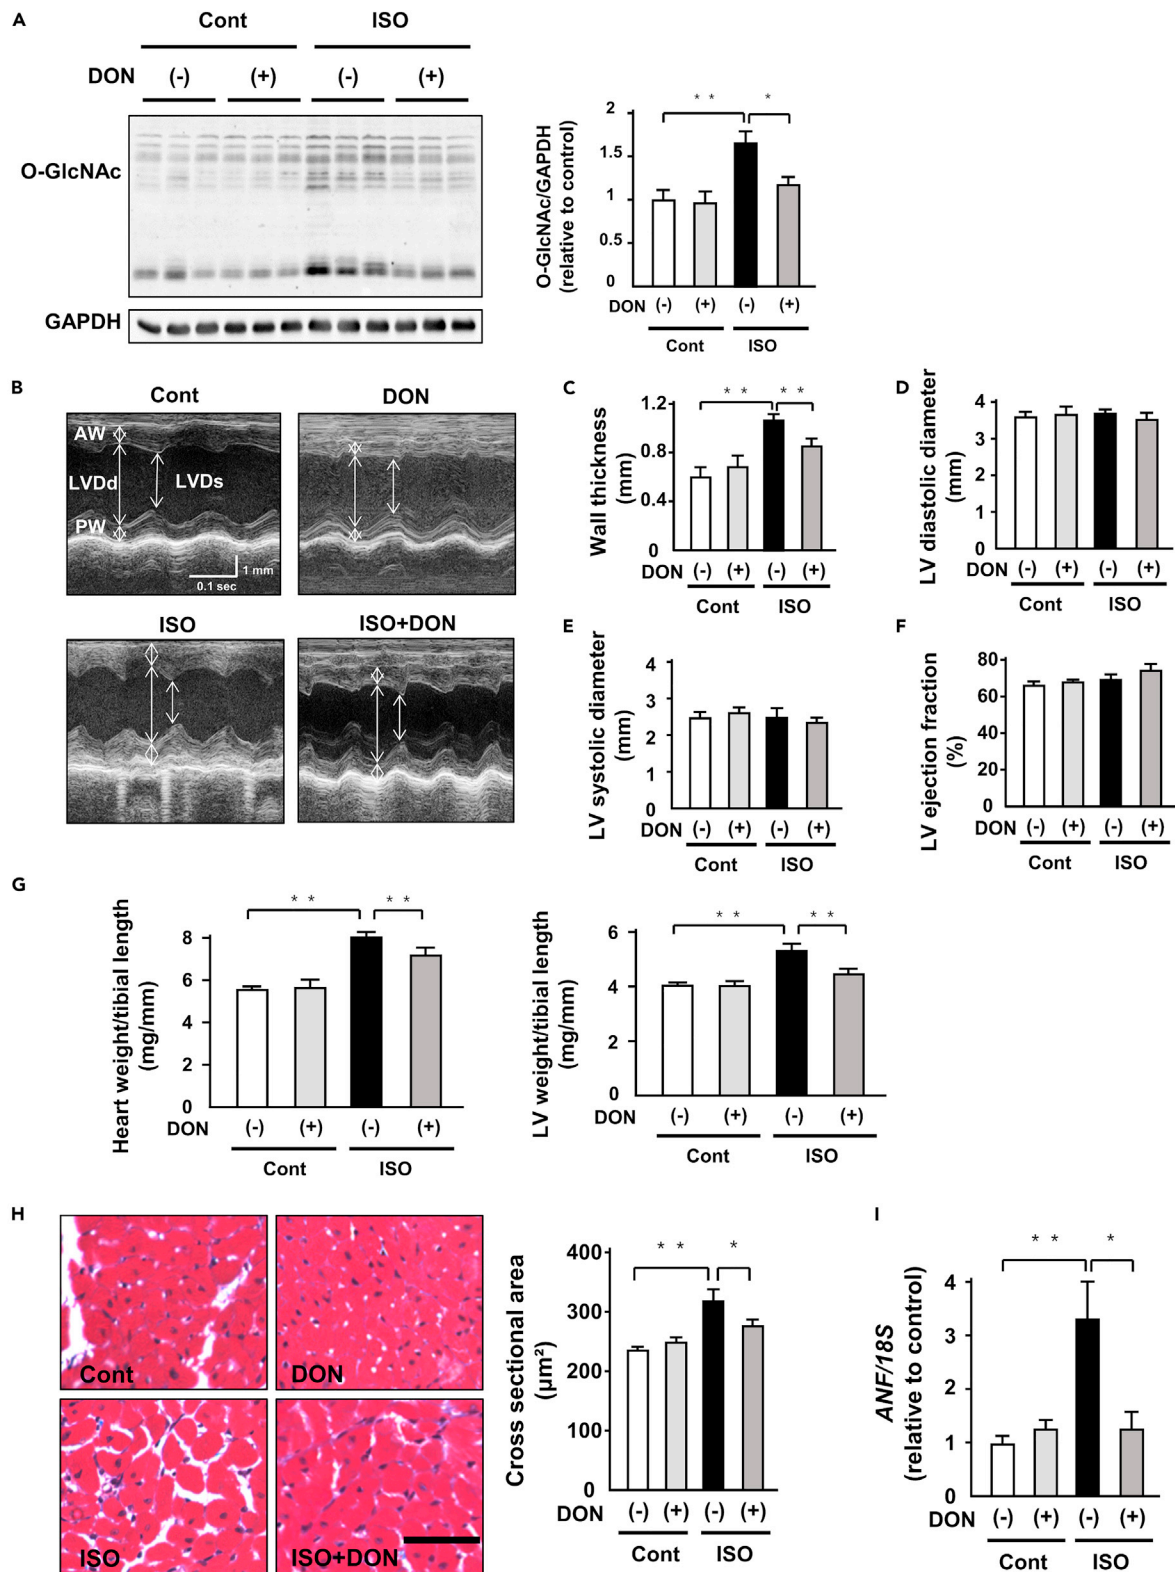 A
Cont ISO
DON (-) (+) (-) (+)
O-GlcNAc
GAPDH
O-GlcNAc/GAPDH
(relative to control)
2
1.5
1
0.5
0
* * *
DON (-) (+) (-) (+)
Cont ISO
B
Cont DON
AW
LVDd LVDs
PW
1 mm
0.1 sec
ISO ISO+DON
C
Wall thickness
(mm)
1.2
0.8
0.4
0
* * * *
DON (-) (+) (-) (+)
Cont ISO
D
LV diastolic diameter
(mm)
4
3
2
1
0
DON (-) (+) (-) (+)
Cont ISO
E
LV systolic diameter
(mm)
4
3
2
1
0
DON (-) (+) (-) (+)
Cont ISO
F
LV ejection fraction
(%)
80
60
40
20
0
DON (-) (+) (-) (+)
Cont ISO
G
Heart weight/tibial length
(mg/mm)
8
6
4
2
0
* * * *
DON (-) (+) (-) (+)
Cont ISO
LV weight/tibial length
(mg/mm)
6
4
2
0
* * * *
DON (-) (+) (-) (+)
Cont ISO
H
Cont DON
ISO ISO+DON
Cross sectional area
(µm²)
400
300
200
100
0
* * *
DON (-) (+) (-) (+)
Cont ISO
I
ANF/18S
(relative to control)
4
3
2
1
0
* * *
DON (-) (+) (-) (+)
Cont ISO